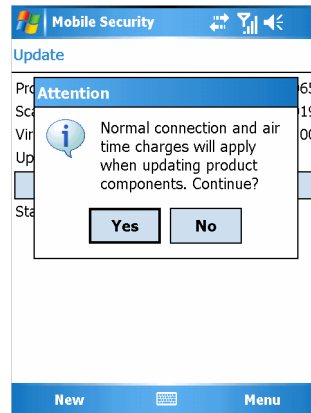 Mobile Security
Update
Attention
Normal connection and air
time charges will apply
when updating product
components. Continue?
Yes No
New Menu